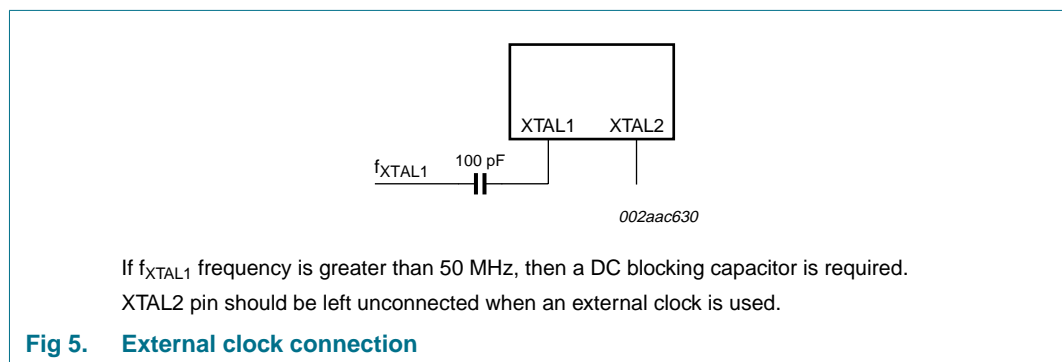 XTAL1 XTAL2
100 pF
fXTAL1
002aac630
If fXTAL1 frequency is greater than 50 MHz, then a DC blocking capacitor is required.
XTAL2 pin should be left unconnected when an external clock is used.
Fig 5. External clock connection